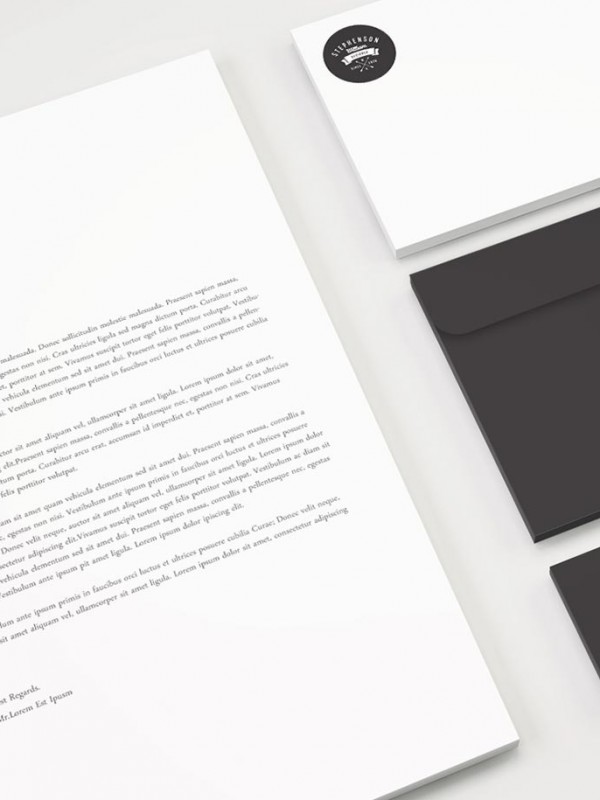 STEPHENSON
malesuada. Donec sollicitudin molestie malesuada. Praesent sapien massa,
egestas non nisi. Cras ultricies ligula sed magna dictum porta. Curabitur arcu
t, porttitor at sem. Vivamus suscipit tortor eget felis porttitor volutpat. Vestibu-
vehicula elementum sed sit amet dui. Praesent sapien massa, convallis a pellen-
si. Vestibulum ante ipsum primis in faucibus orci luctus et ultrices posuere cubilia
ctor sit amet aliquam vel, ullamcorper sit amet ligula. Lorem ipsum dolor sit amet,
elit.Praesent sapien massa, convallis a pellentesque nec, egestas non nisi. Cras ultricies
tum porta. Curabitur arcu erat, accumsan id imperdiet et, porttitor at sem. Vivamus
felis porttitor volutpat.
am sit amet quam vehicula elementum sed sit amet dui. Praesent sapien massa, convallis a
, egestas non nisi. Vestibulum ante ipsum primis in faucibus orci luctus et ultrices posuere
Donec velit neque, auctor sit amet aliquam vel, ullamcorper sit amet ligula. Lorem ipsum dolor
sectetur adipiscing elit.Vivamus suscipit tortor eget felis porttitor volutpat. Vestibulum ac diam sit
vehicula elementum sed sit amet dui. Praesent sapien massa, convallis a pellentesque nec, egestas
Vestibulum ante ipsum pit amet ligula. Lorem ipsum dolor ipiscing elit.
lum ante ipsum primis in faucibus orci luctus et ultrices posuere cubilia Curae; Donec velit neque,
sit amet aliquam vel, ullamcorper sit amet ligula. Lorem ipsum dolor sit amet, consectetur adipiscing
st Regards.
Mr.Lorem Est Ipsum